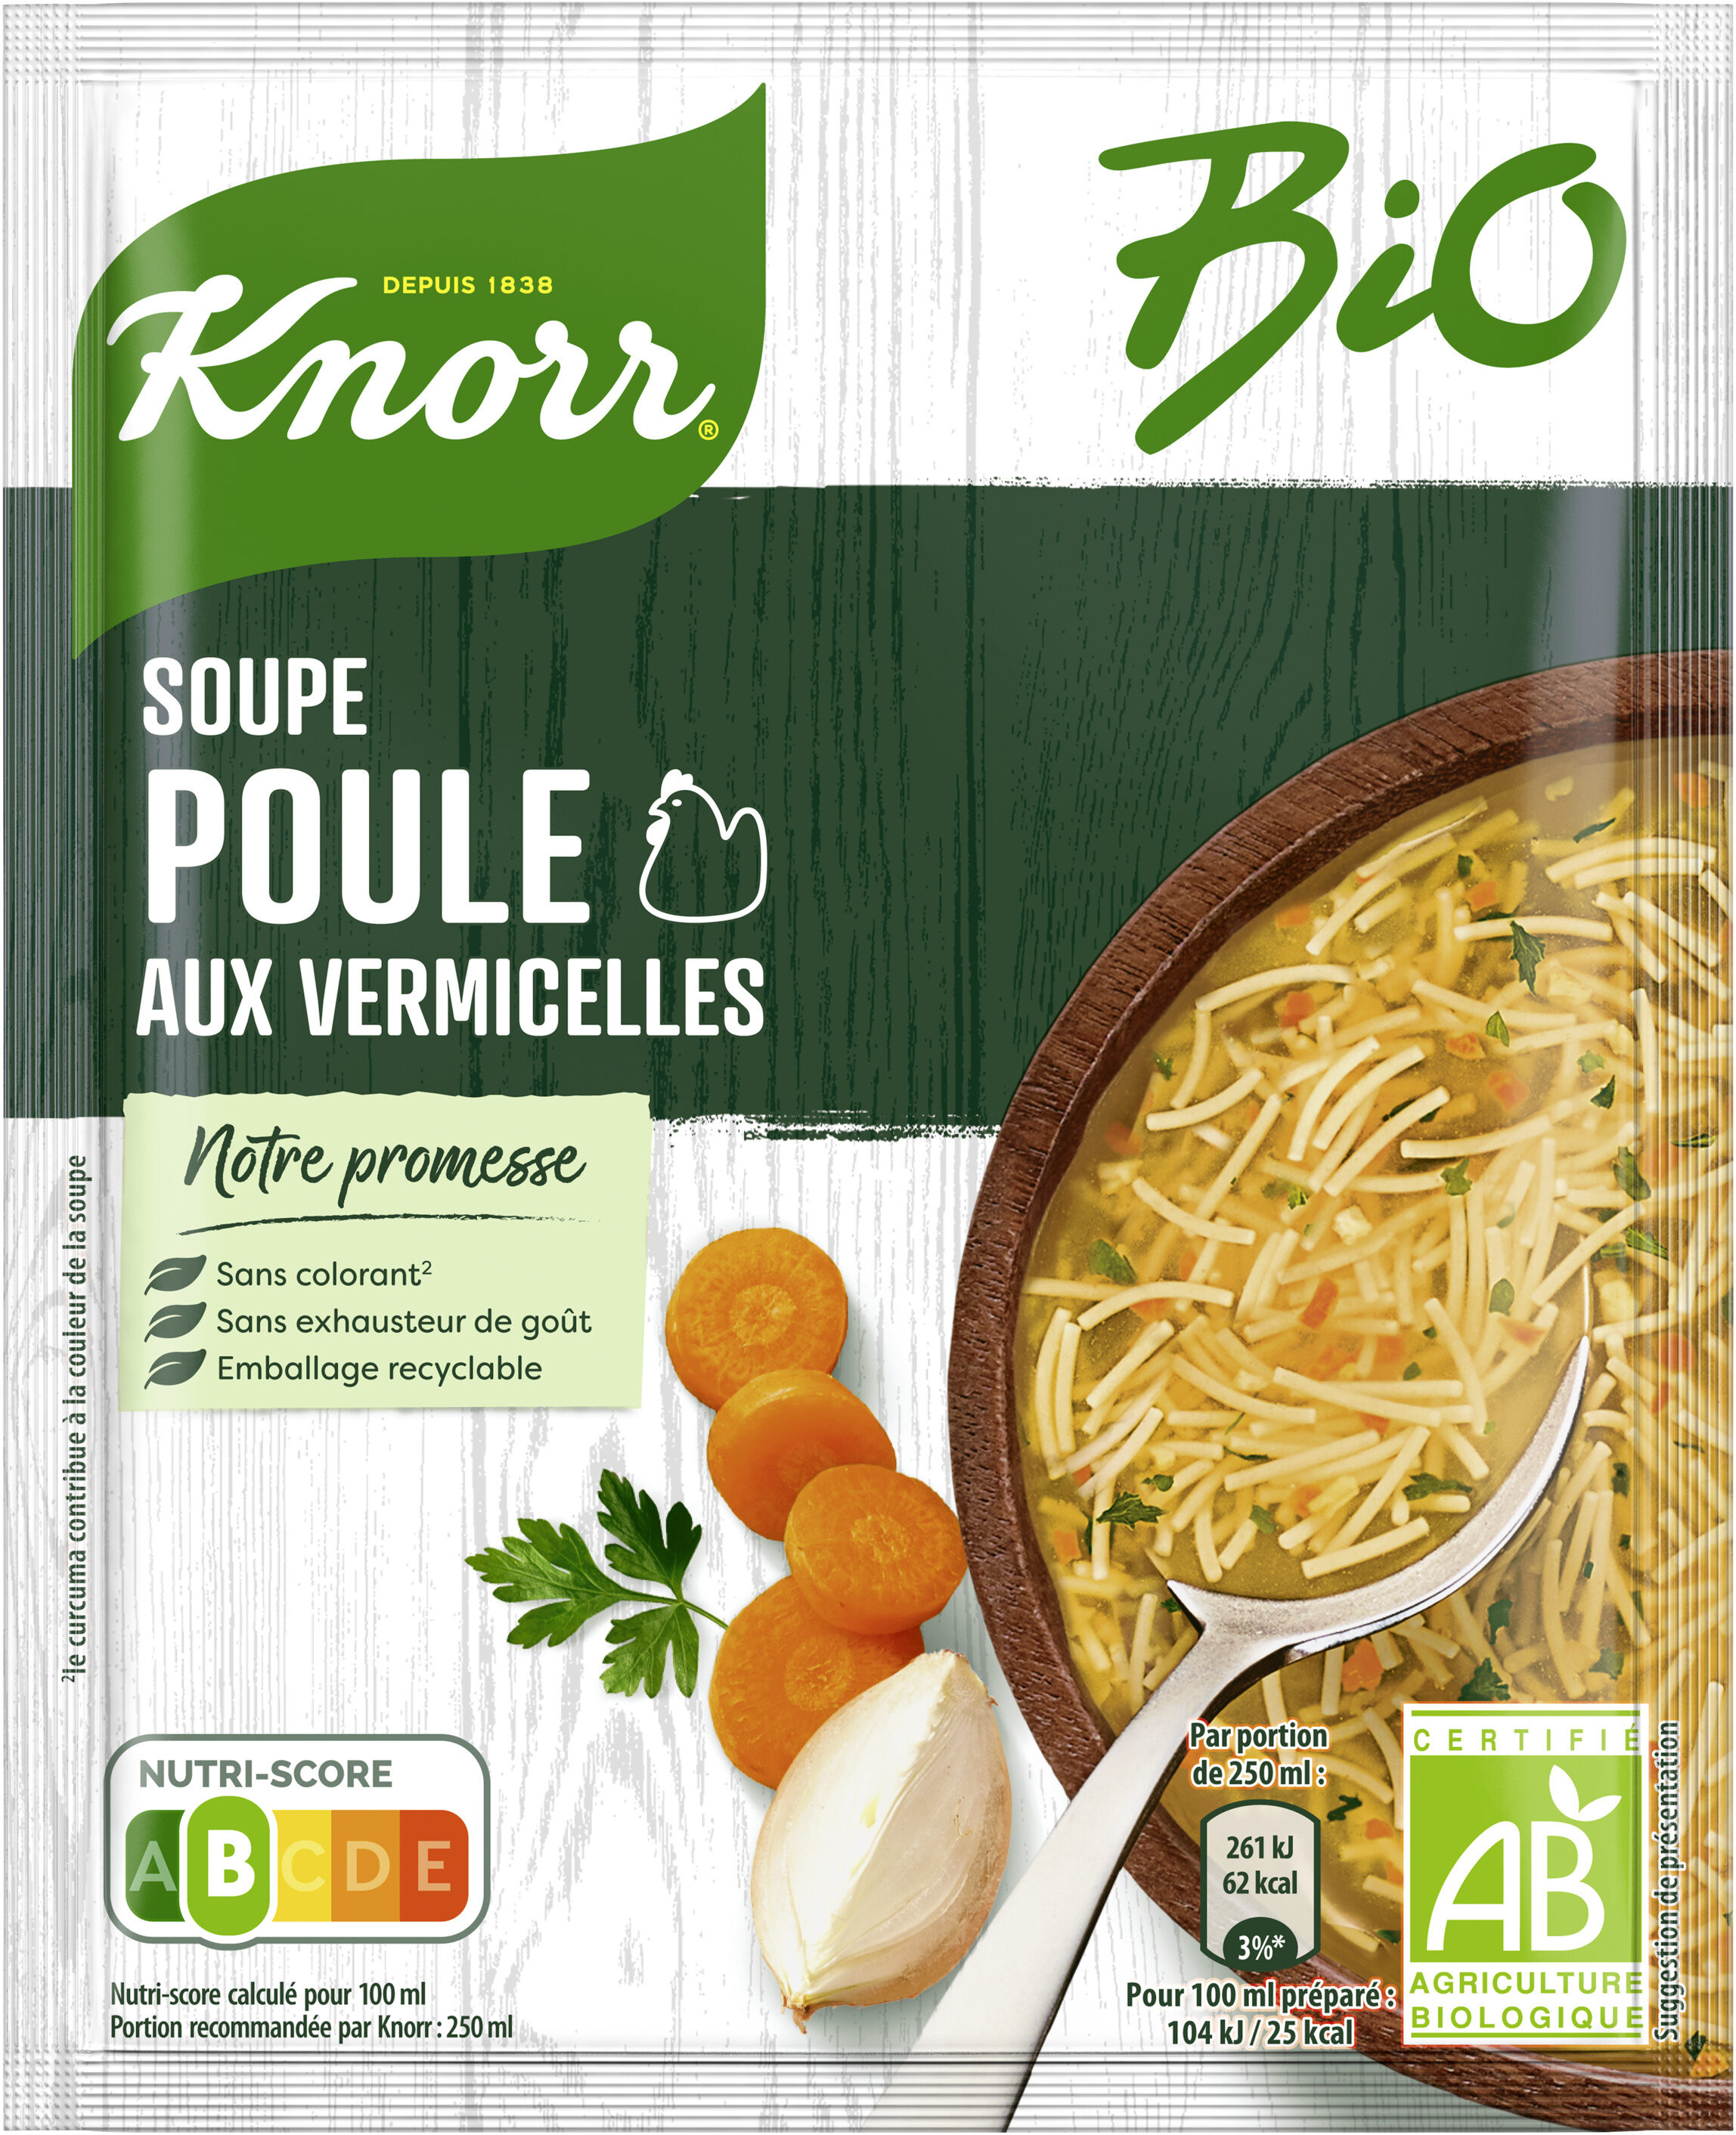 DEPUIS 1838
Knorr®
BiO
SOUPE
POULE
AUX VERMICELLES
Notre promesse
Sans colorant²
Sans exhausteur de goût
Emballage recyclable
²le curcuma contribue à la couleur de la soupe
NUTRI-SCORE
A B C D E
Nutri-score calculé pour 100 ml
Portion recommandée par Knorr : 250 ml
Par portion
de 250 ml :
261 kJ
62 kcal
3%*
Pour 100 ml préparé :
104 kJ / 25 kcal
CERTIFIÉ
AB
AGRICULTURE
BIOLOGIQUE
Suggestion de présentation